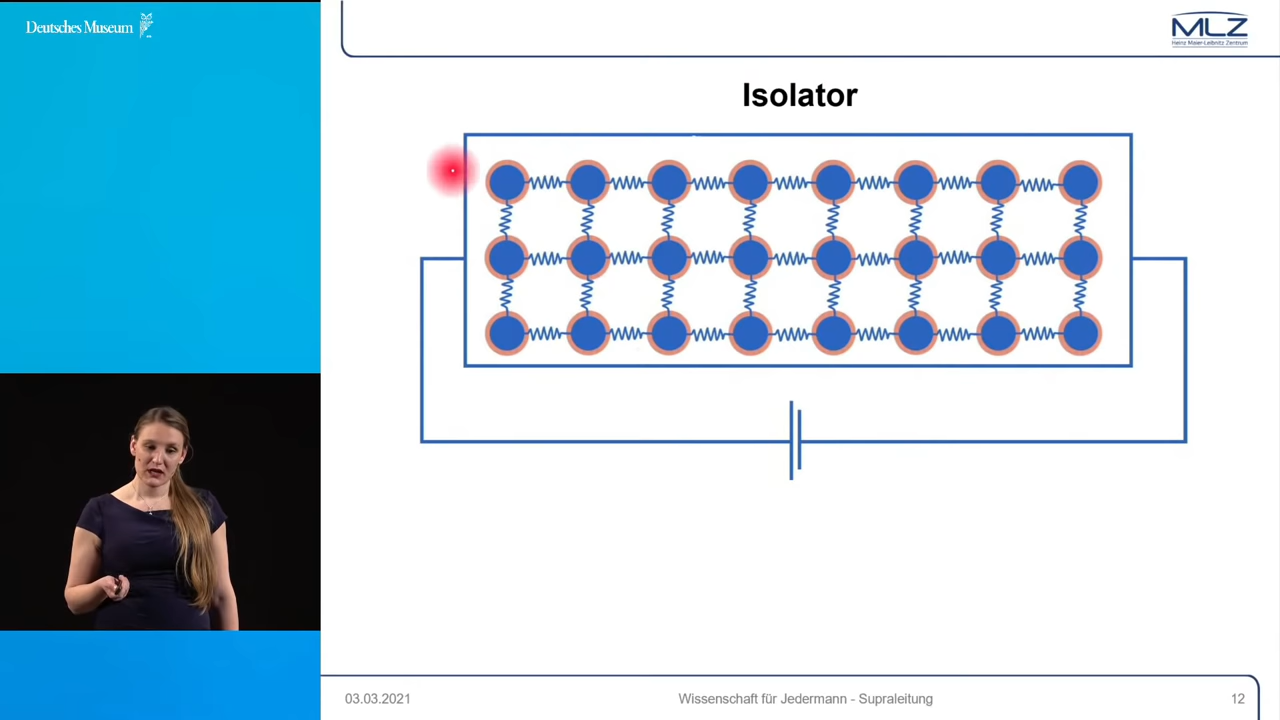 Deutsches Museum
MLZ
Heinz Maier-Leibnitz Zentrum
Isolator
03.03.2021
Wissenschaft für Jedermann - Supraleitung
12